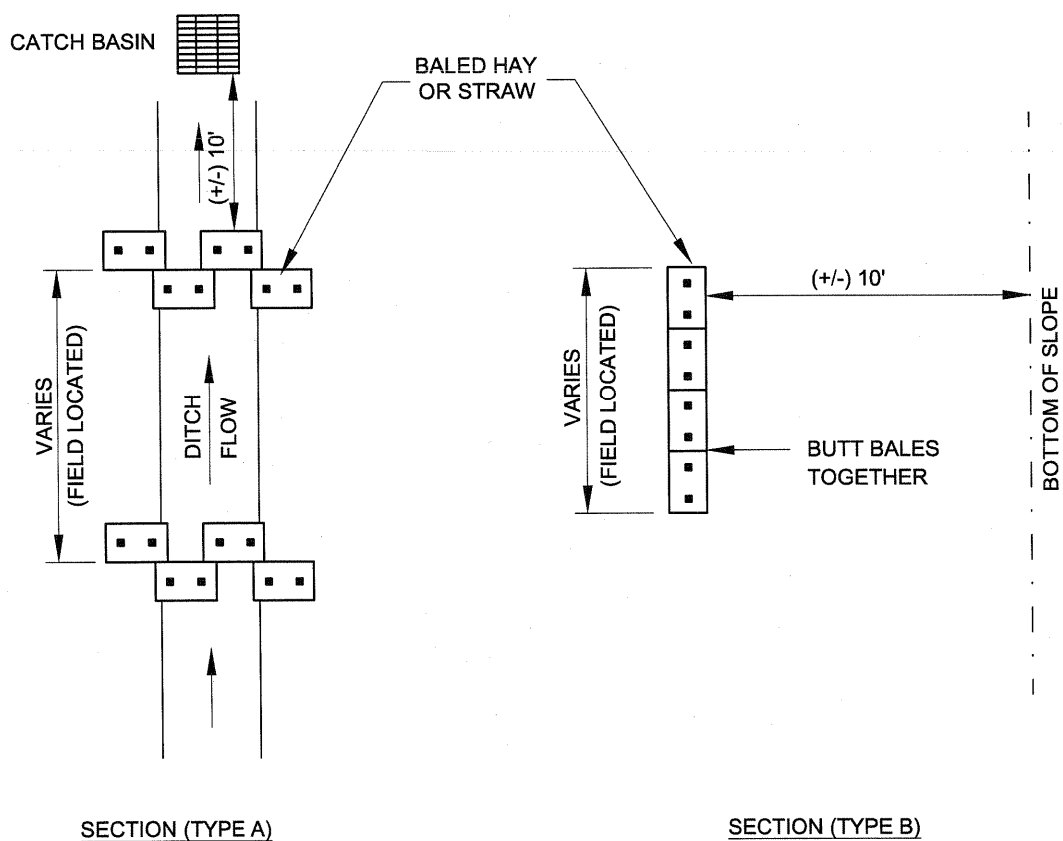 CATCH BASIN
BALED HAY
OR STRAW
(+/-) 10'
VARIES
(FIELD LOCATED)
DITCH
FLOW
(+/-) 10'
VARIES
(FIELD LOCATED)
BUTT BALES
TOGETHER
BOTTOM OF SLOPE
SECTION (TYPE A)
SECTION (TYPE B)